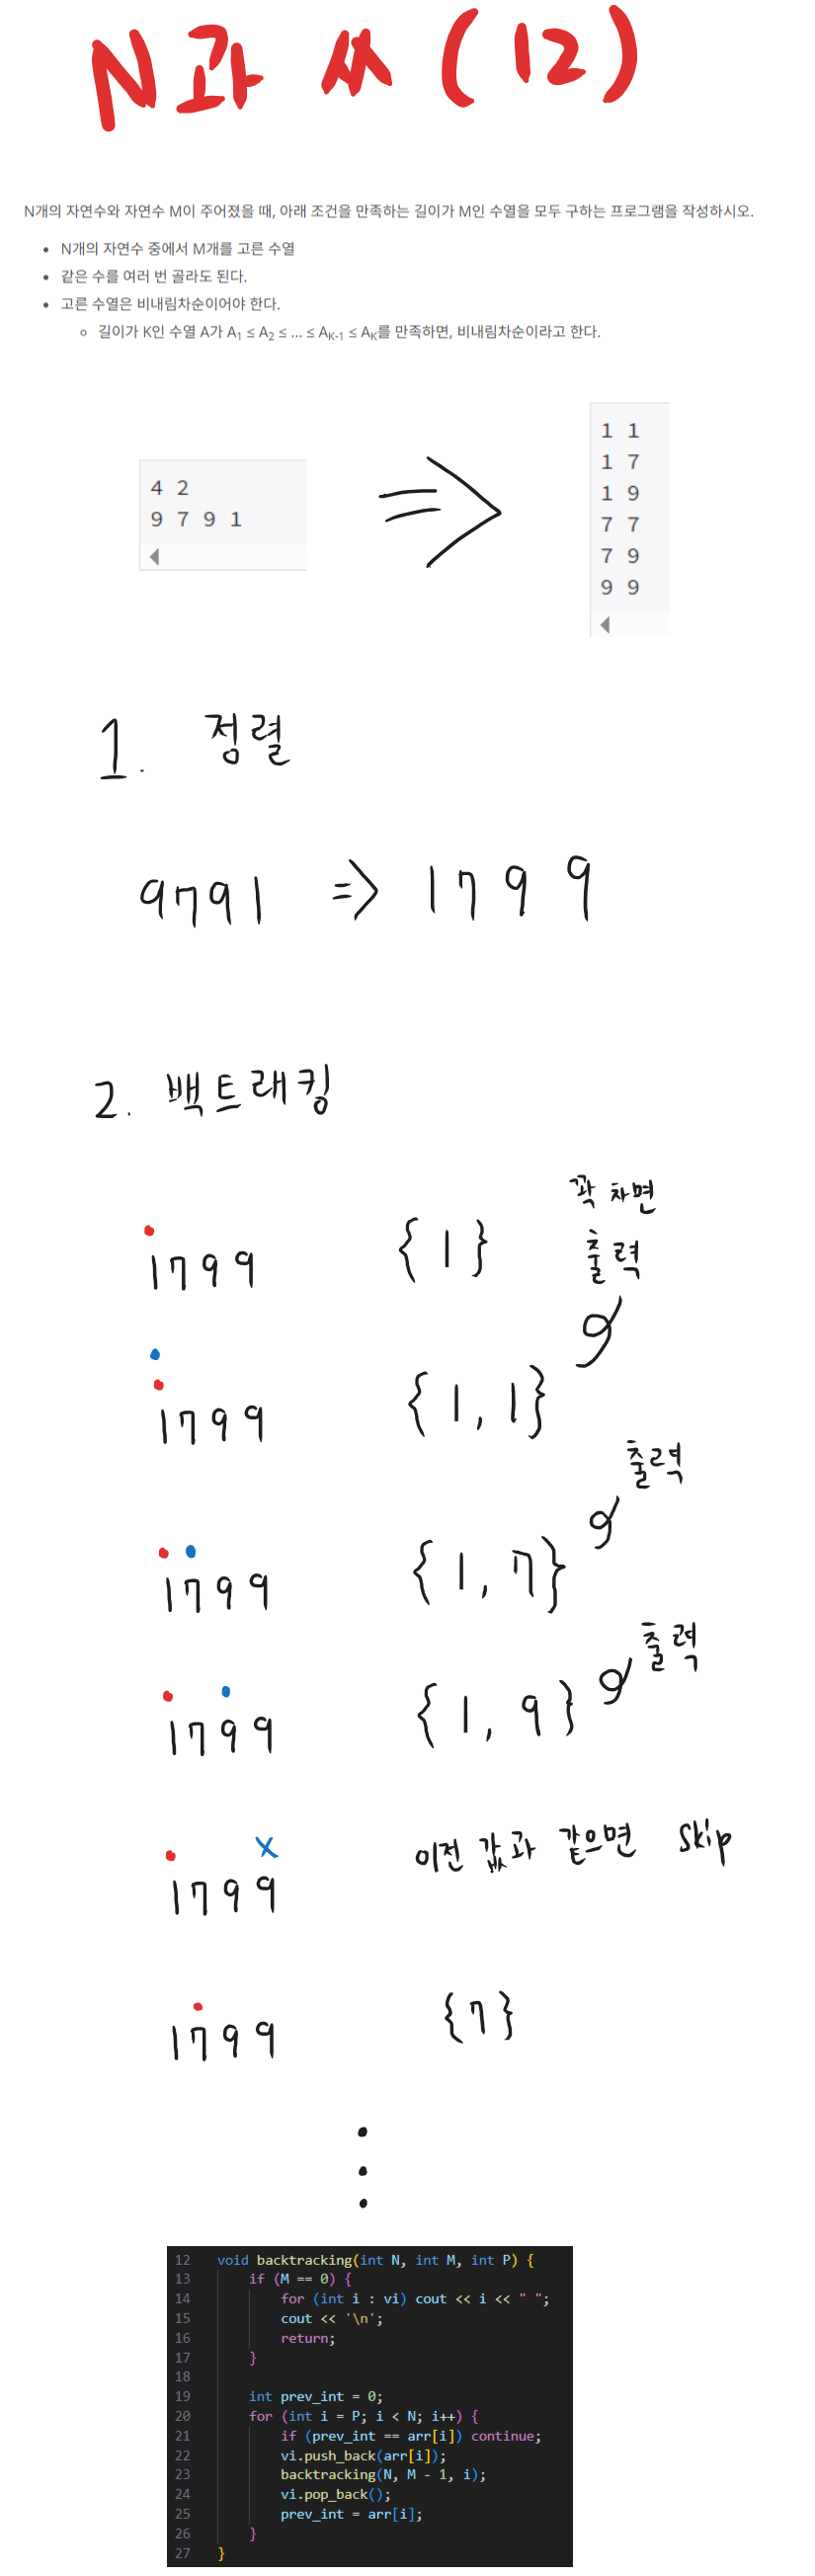 N과 M (12)
N개의 자연수와 자연수 M이 주어졌을 때, 아래 조건을 만족하는 길이가 M인 수열을 모두 구하는 프로그램을 작성하시오.
• N개의 자연수 중에서 M개를 고른 수열
• 같은 수를 여러 번 골라도 된다.
• 고른 수열은 비내림차순이어야 한다.
◦ 길이가 K인 수열 A가 A₁ ≤ A₂ ≤ ... ≤ A_K-1 ≤ A_K를 만족하면, 비내림차순이라고 한다.
4 2
9 7 9 1
⇒
1 1
1 7
1 9
7 7
7 9
9 9
1. 정렬
9791 ⇒ 1799
2. 백트래킹
꽉 차면
출력
1799 {1}
1799 {1,1}
출력
1799 {1,7}
출력
1799 {1,9}
1799 x 이전 값과 같으면 skip
1799 {7}
12 void backtracking(int N, int M, int P) {
13 if (M == 0) {
14 for (int i : vi) cout << i << " ";
15 cout << '\n';
16 return;
17 }
18
19 int prev_int = 0;
20 for (int i = P; i < N; i++) {
21 if (prev_int == arr[i]) continue;
22 vi.push_back(arr[i]);
23 backtracking(N, M - 1, i);
24 vi.pop_back();
25 prev_int = arr[i];
26 }
27 }